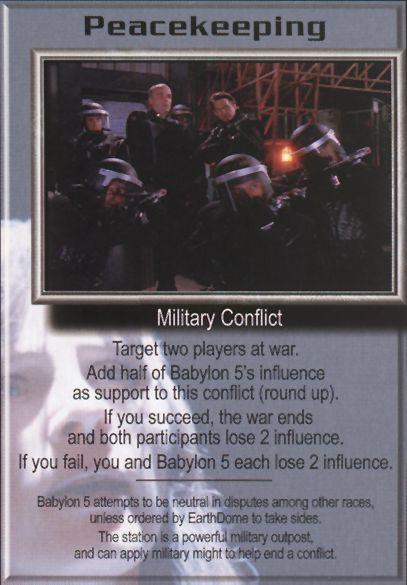 Peacekeeping
Military Conflict
Target two players at war.
Add half of Babylon 5's influence
as support to this conflict (round up).
If you succeed, the war ends
and both participants lose 2 influence.
If you fail, you and Babylon 5 each lose 2 influence.
Babylon 5 attempts to be neutral in disputes among other races,
unless ordered by EarthDome to take sides.
The station is a powerful military outpost,
and can apply military might to help end a conflict.